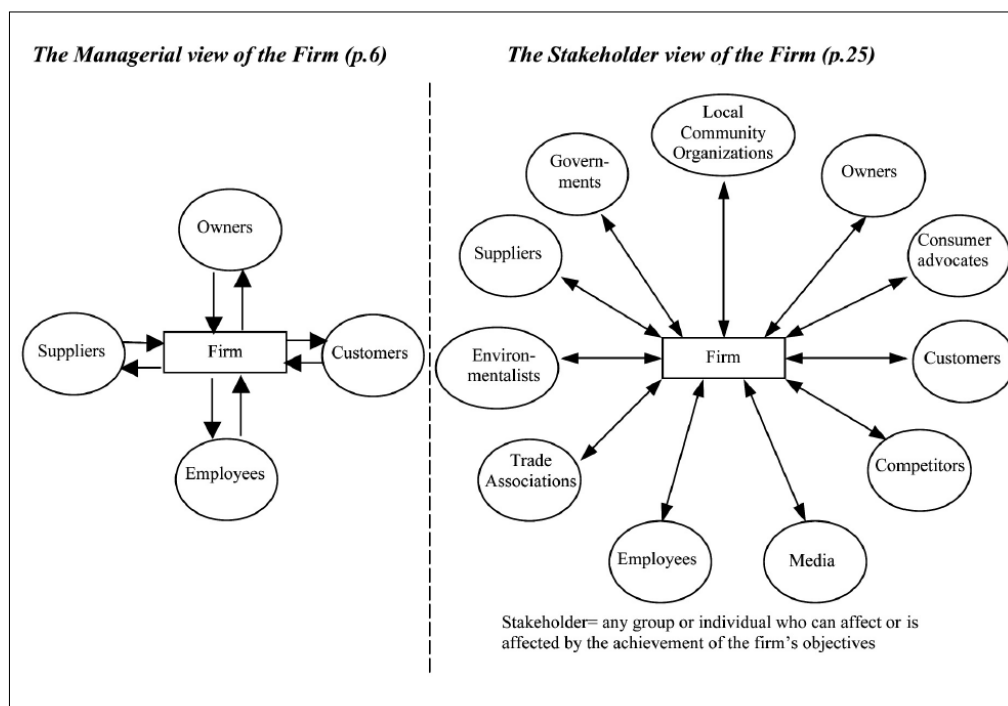 The Managerial view of the Firm (p.6)
Owners
Suppliers
Firm
Customers
Employees
The Stakeholder view of the Firm (p.25)
Local
Community
Organizations
Govern-
ments
Owners
Suppliers
Consumer
advocates
Environ-
mentalists
Firm
Customers
Trade
Associations
Competitors
Employees
Media
Stakeholder= any group or individual who can affect or is
affected by the achievement of the firm’s objectives